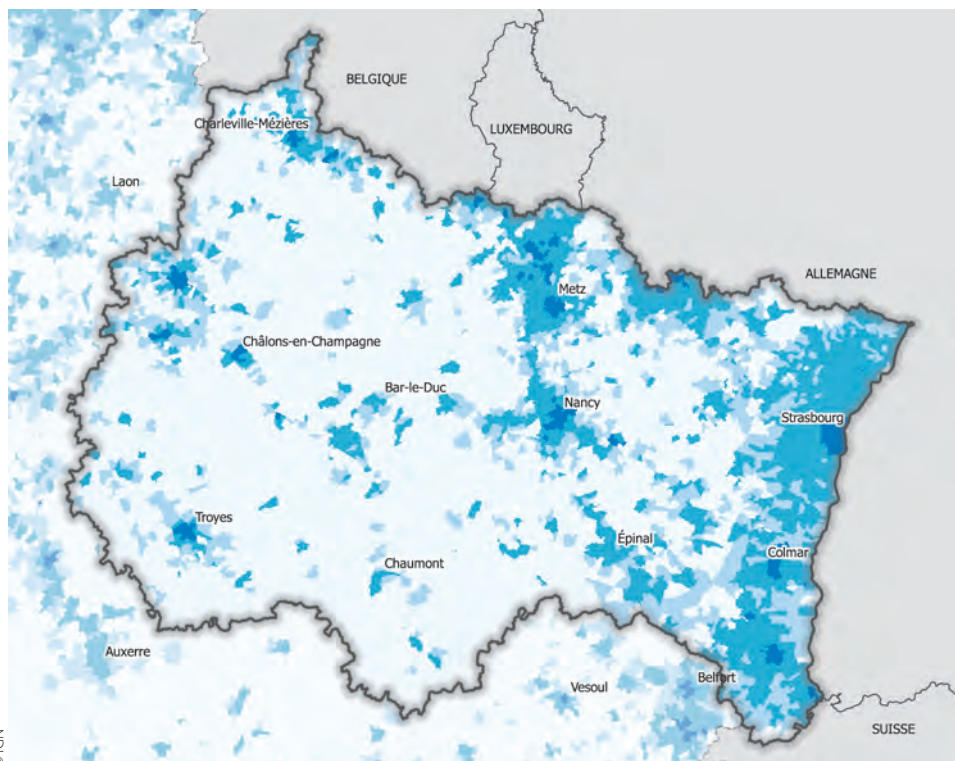 BELGIQUE
Charleville-Mézières
LUXEMBOURG
Laon
ALLEMAGNE
Metz
Châlons-en-Champagne
Bar-le-Duc
Nancy
Strasbourg
Troyes
Épinal
Chaumont
Colmar
Auxerre
Belfort
Vesoul
SUISSE
© IGN